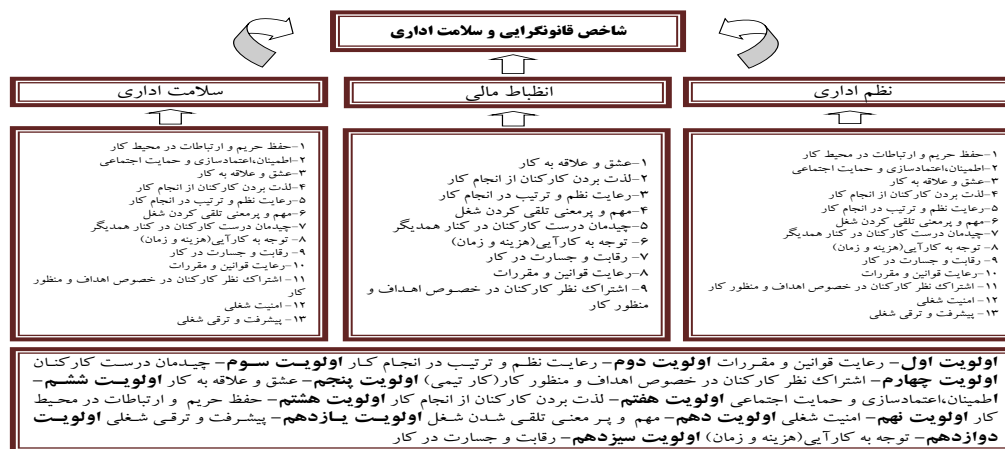 شاخص قانونگرایی و سلامت اداری
نظم اداری
انظباط مالی
سلامت اداری
۱-حفظ حریم و ارتباطات در محیط کار
۲-اطمینان،اعتمادسازی و حمایت اجتماعی
۳-عشق و علاقه به کار
۴-لذت بردن کارکنان از انجام کار
۵-رعایت نظم و ترتیب در انجام کار
۶-مهم و پرمعنی تلقی کردن شغل
۷-چیدمان درست کارکنان در کنار همدیگر
۸-توجه به کارآیی(هزینه و زمان)
۹- رقابت و جسارت در کار
۱۰-رعایت قوانین و مقررات
۱۱-اشتراک نظر کارکنان در خصوص اهداف و منظور کار
۱۲- امنیت شغلی
۱۳- پیشرفت و ترقی شغلی
۱-عشق و علاقه به کار
۲-لذت بردن کارکنان از انجام کار
۳-رعایت نظم و ترتیب در انجام کار
۴-مهم و پرمعنی تلقی کردن شغل
۵-چیدمان درست کارکنان در کنار همدیگر
۶- توجه به کارآیی(هزینه و زمان)
۷- رقابت و جسارت در کار
۸-رعایت قوانین و مقررات
۹- اشتراک نظر کارکنان در خصوص اهداف و
منظور کار
۱-حفظ حریم و ارتباطات در محیط کار
۲-اطمینان،اعتمادسازی و حمایت اجتماعی
۳-عشق و علاقه به کار
۴-لذت بردن کارکنان از انجام کار
۵-رعایت نظم و ترتیب در انجام کار
۶-مهم و پرمعنی تلقی کردن شغل
۷-چیدمان درست کارکنان در کنار همدیگر
۸- توجه به کارآیی(هزینه و زمان)
۹- رقابت و جسارت در کار
۱۰-رعایت قوانین و مقررات
۱۱- اشتراک نظر کارکنان در خصوص اهداف و منظور
کار
۱۲- امنیت شغلی
۱۳- پیشرفت و ترقی شغلی
اولویت اول- رعایت قوانین و مقررات اولویت دوم- رعایت نظم و ترتیب در انجام کار اولویت سوم- چیدمان درست کارکنان
اولویت چهارم- اشتراک نظر کارکنان در خصوص اهداف و منظور کار(کار تیمی) اولویت پنجم- عشق و علاقه به کار اولویت ششم-
اطمینان،اعتمادسازی و حمایت اجتماعی اولویت هفتم- لذت بردن کارکنان از انجام کار اولویت هشتم- حفظ حریم و ارتباطات در محیط
کار اولویت نهم- امنیت شغلی اولویت دهم- مهم و پر معنی تلقی شدن شغل اولویت یازدهم- پیشرفت و ترقی شغلی اولویت
دوازدهم- توجه به کارآیی(هزینه و زمان) اولویت سیزدهم- رقابت و جسارت در کار